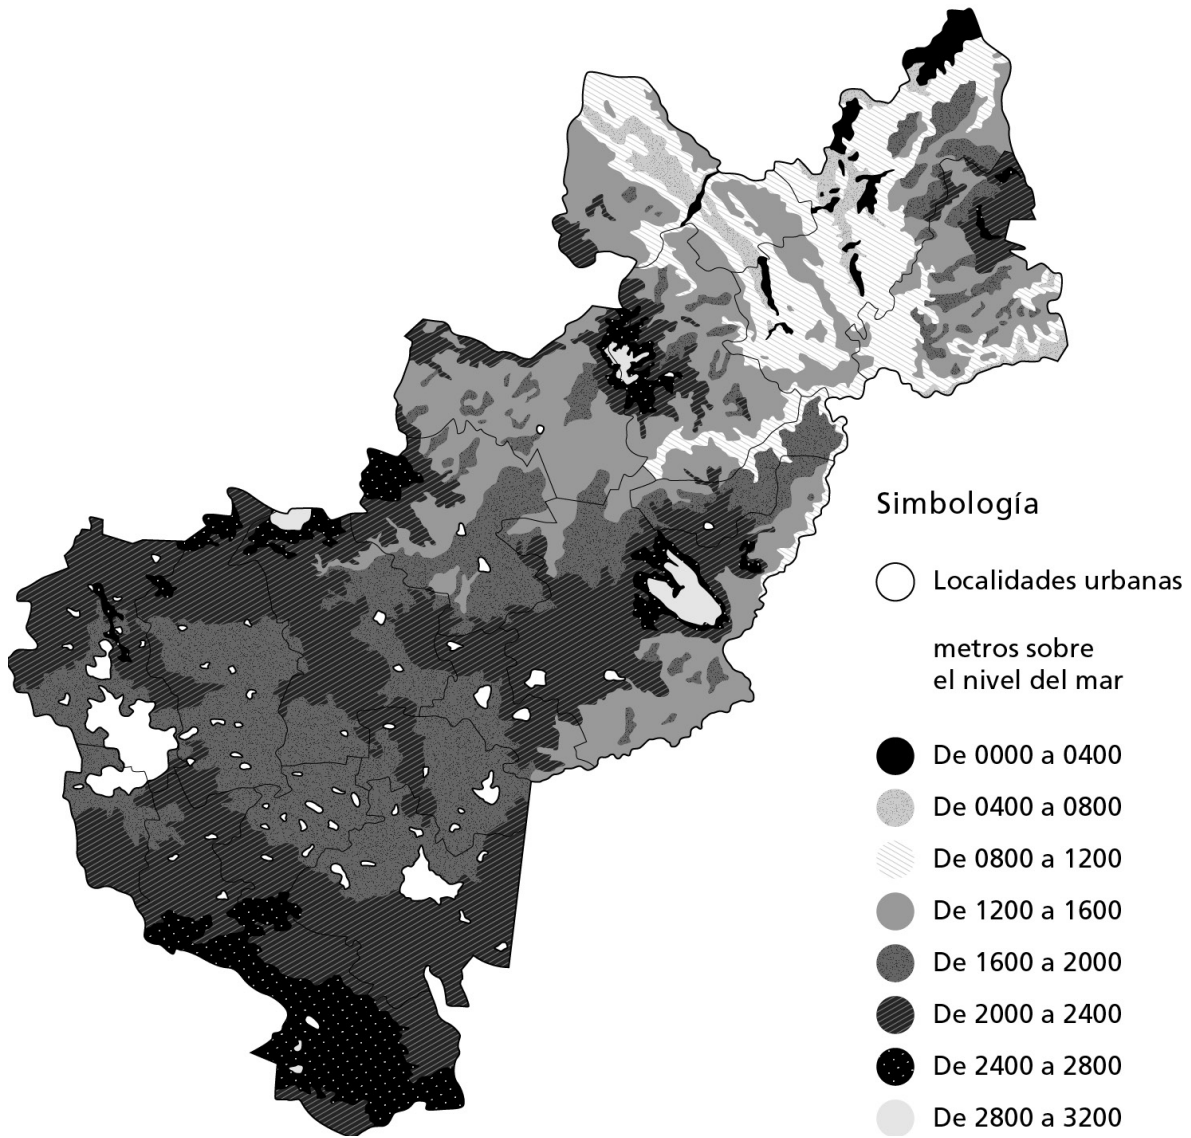 Simbología
Localidades urbanas
metros sobre
el nivel del mar
De 0000 a 0400
De 0400 a 0800
De 0800 a 1200
De 1200 a 1600
De 1600 a 2000
De 2000 a 2400
De 2400 a 2800
De 2800 a 3200